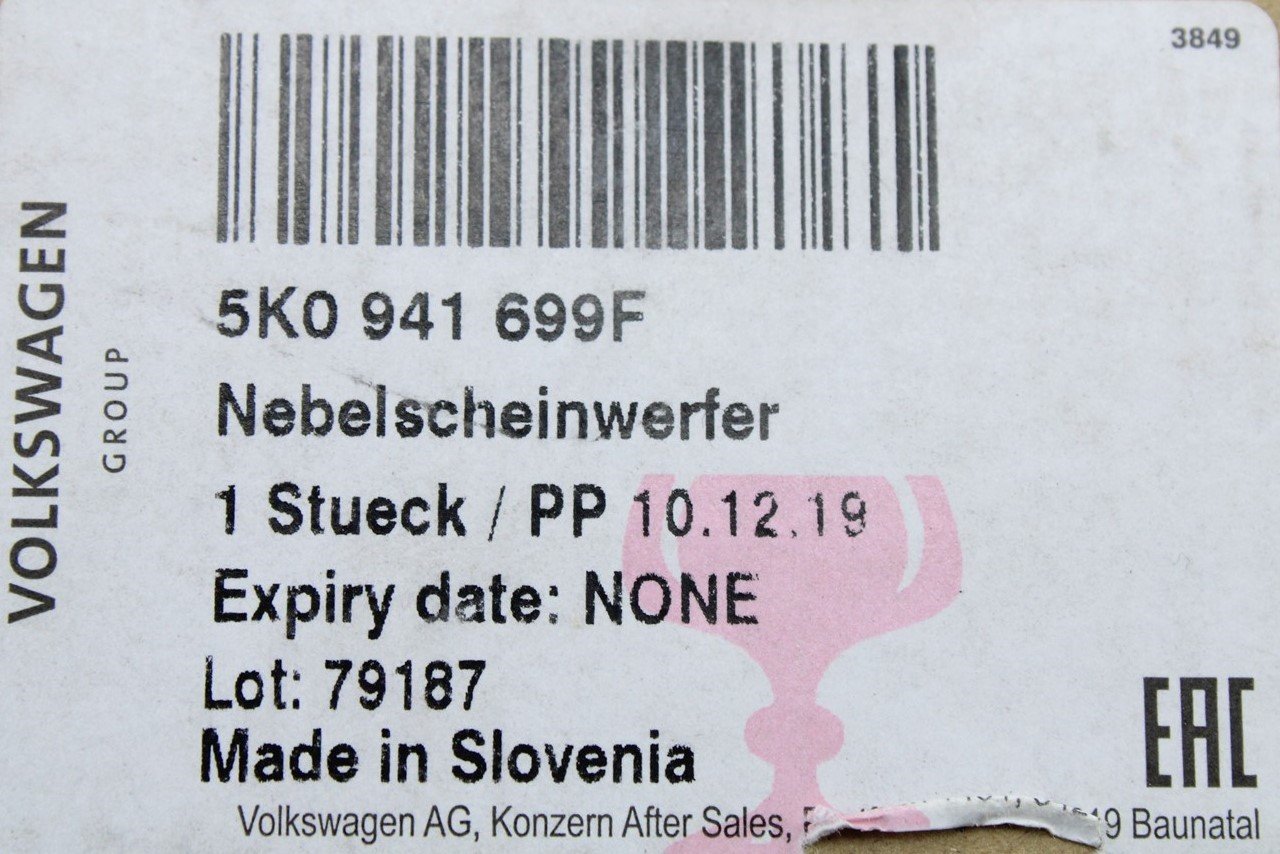 3849
VOLKSWAGEN
GROUP
5K0 941 699F
Nebelscheinwerfer
1 Stueck / PP 10.12.19
Expiry date: NONE
Lot: 79187
Made in Slovenia
EAC
Volkswagen AG, Konzern After Sales, Baunatal